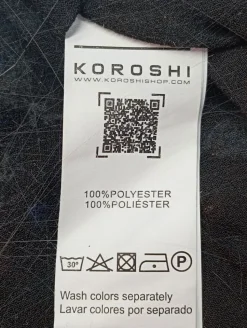 KOROSHI
WWW.KOROSHISHOP.COM
100%POLYESTER
100%POLIÉSTER
30° P
Wash colors separately
Lavar colores por separado